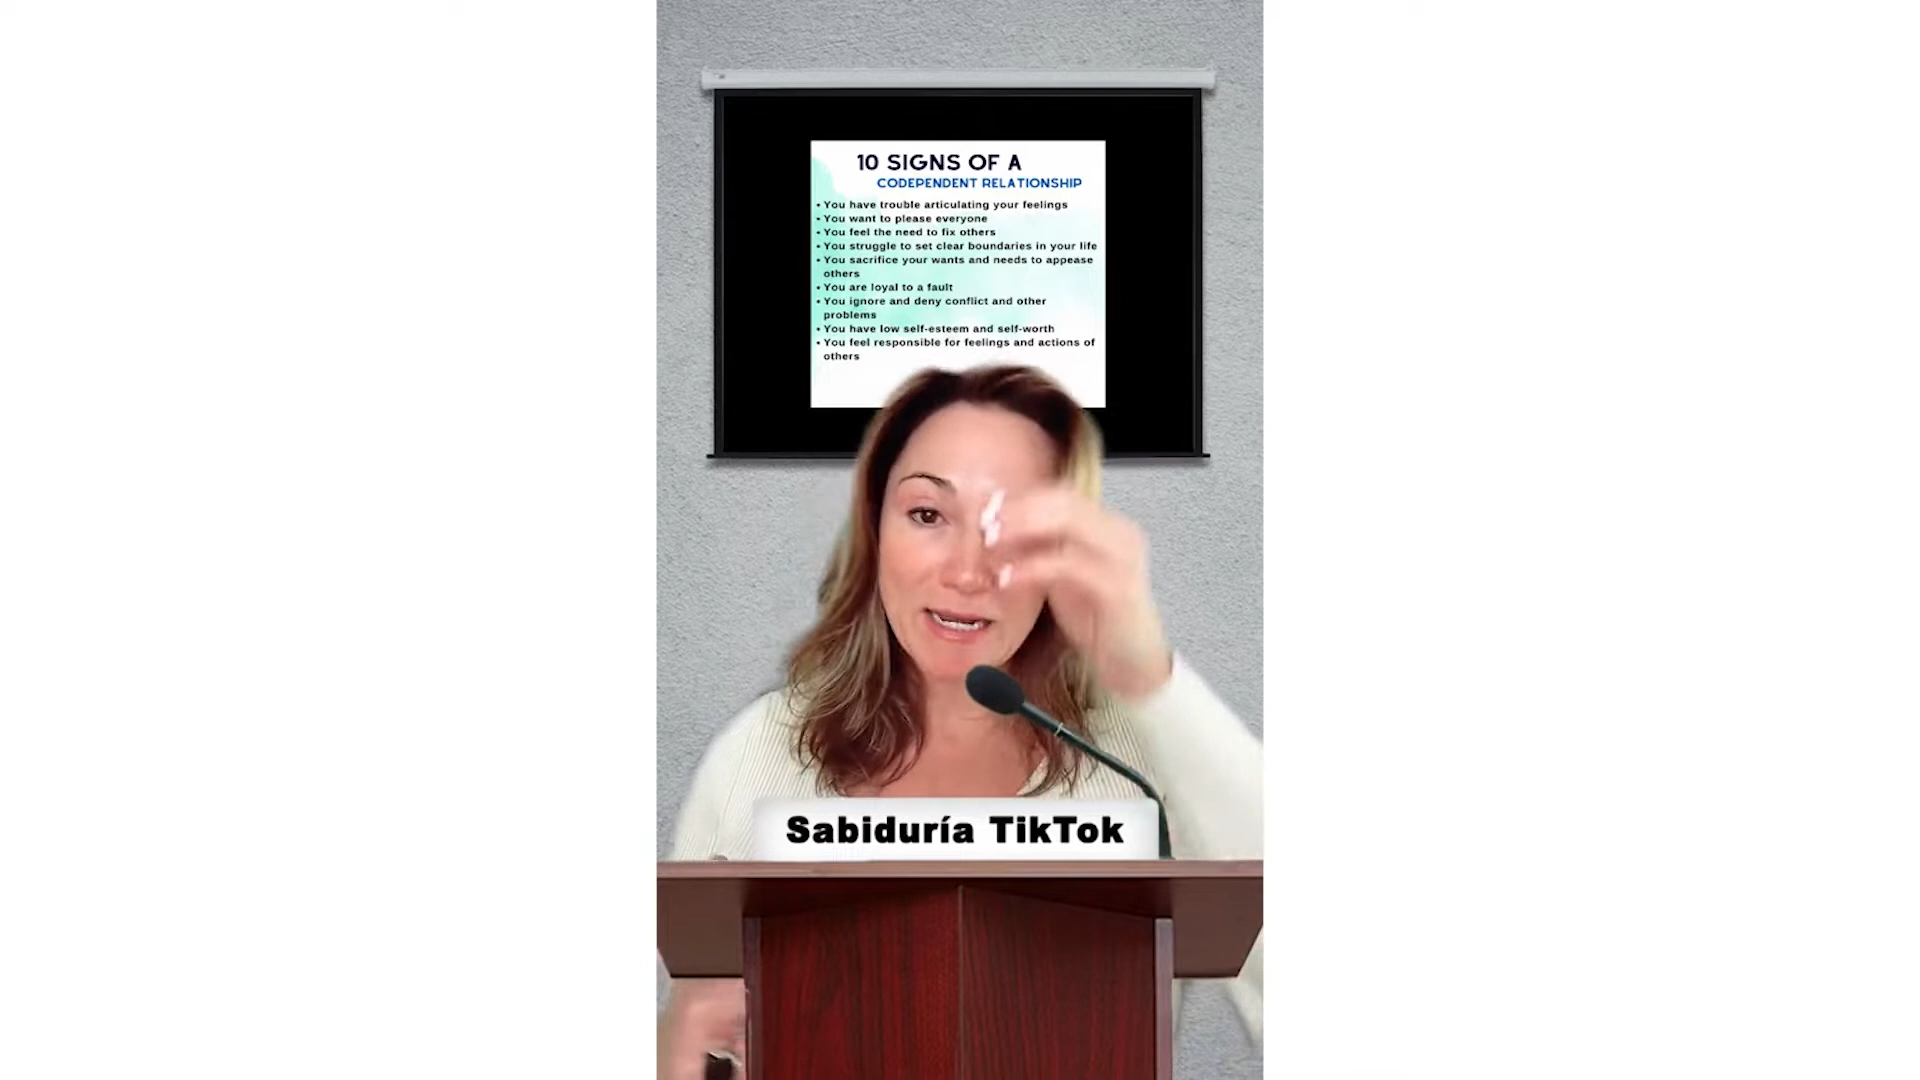 10 SIGNS OF A
CODEPENDENT RELATIONSHIP
• You have trouble articulating your feelings
• You want to please everyone
• You feel the need to fix others
• You struggle to set clear boundaries in your life
• You sacrifice your wants and needs to appease
others
• You are loyal to a fault
• You ignore and deny conflict and other
problems
• You have low self-esteem and self-worth
• You feel responsible for feelings and actions of
others
Sabiduría TikTok